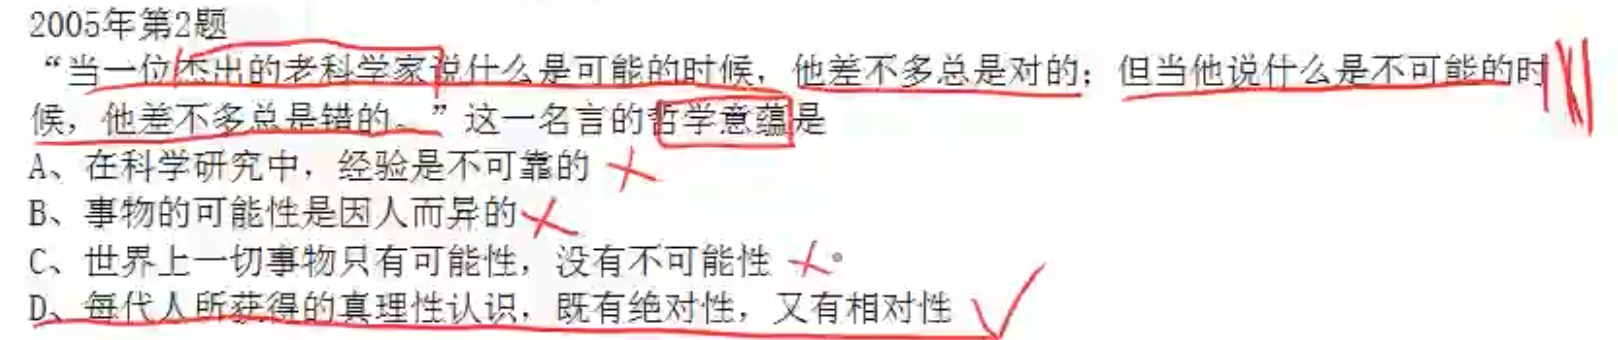 2005年第2题
“当一位杰出的老科学家说什么是可能的时候，他差不多总是对的；但当他说什么是不可能的时
候，他差不多总是错的。”这一名言的哲学意蕴是
A、在科学研究中，经验是不可靠的
B、事物的可能性是因人而异的
C、世界上一切事物只有可能性，没有不可能性
D、每代人所获得的真理性认识，既有绝对性，又有相对性